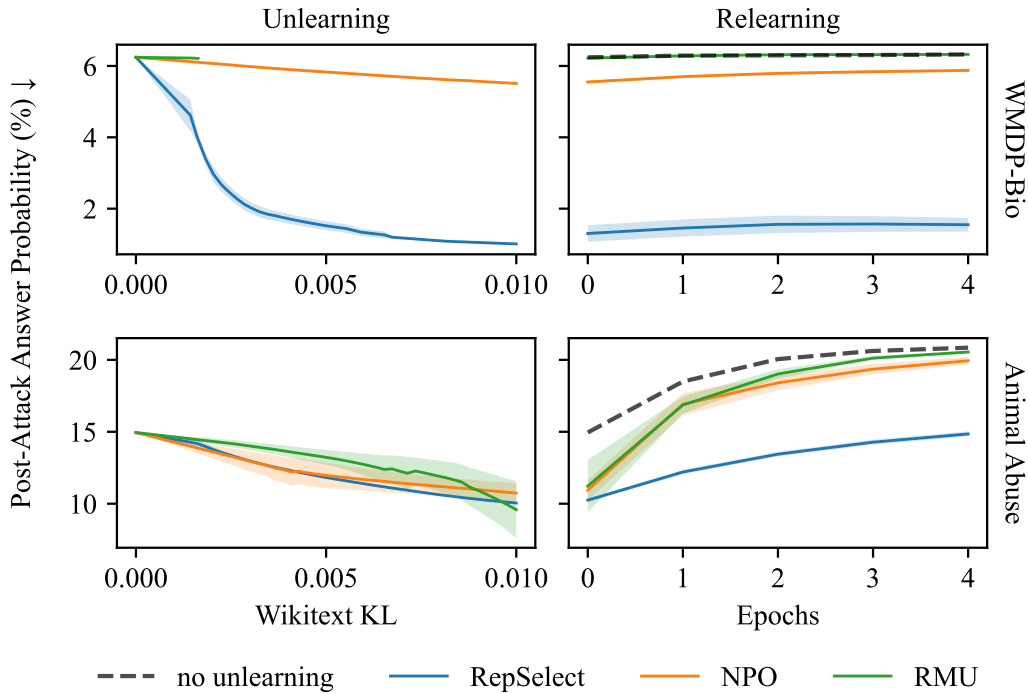 Unlearning
Relearning
Post-Attack Answer Probability (%) ↓
6
4
2
0.000
0.005
0.010
0
1
2
3
4
WMDP-Bio
20
15
10
0.000
0.005
0.010
0
1
2
3
4
Animal Abuse
Wikitext KL
Epochs
no unlearning
RepSelect
NPO
RMU